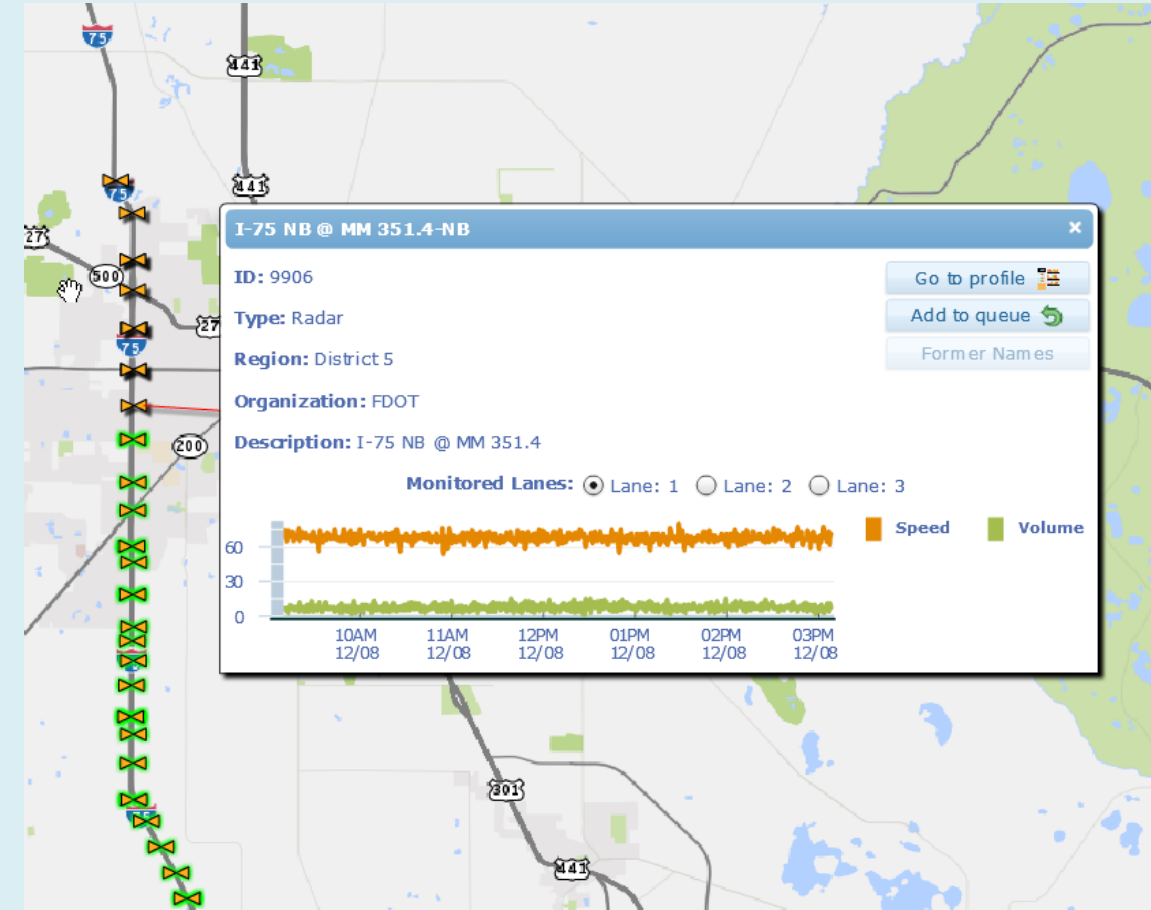 75
441
441
75
27
500
27
75
200
I-75 NB @ MM 351.4-NB ×
ID: 9906
Go to profile
Type: Radar
Add to queue
Region: District 5
Former Names
Organization: FDOT
Description: I-75 NB @ MM 351.4
Monitored Lanes: Lane: 1 Lane: 2 Lane: 3
Speed Volume
60
30
0
10AM 11AM 12PM 01PM 02PM 03PM
12/08 12/08 12/08 12/08 12/08 12/08
301
75
441